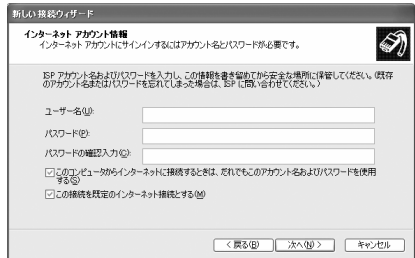 新しい接続ウィザード
インターネット アカウント情報
インターネット アカウントにサインインするにはアカウント名とパスワードが必要です。
ISP アカウント名およびパスワードを入力し、この情報を書き留めてから安全な場所に保管してください。(既存
のアカウント名またはパスワードを忘れてしまった場合は、ISP に問い合わせてください。)
ユーザー名(U):
パスワード(P):
パスワードの確認入力(C):
このコンピュータからインターネットに接続するときは、だれでもこのアカウント名およびパスワードを使用
する(S)
この接続を既定のインターネット接続とする(M)
< 戻る(B)
次へ(N) >
キャンセル